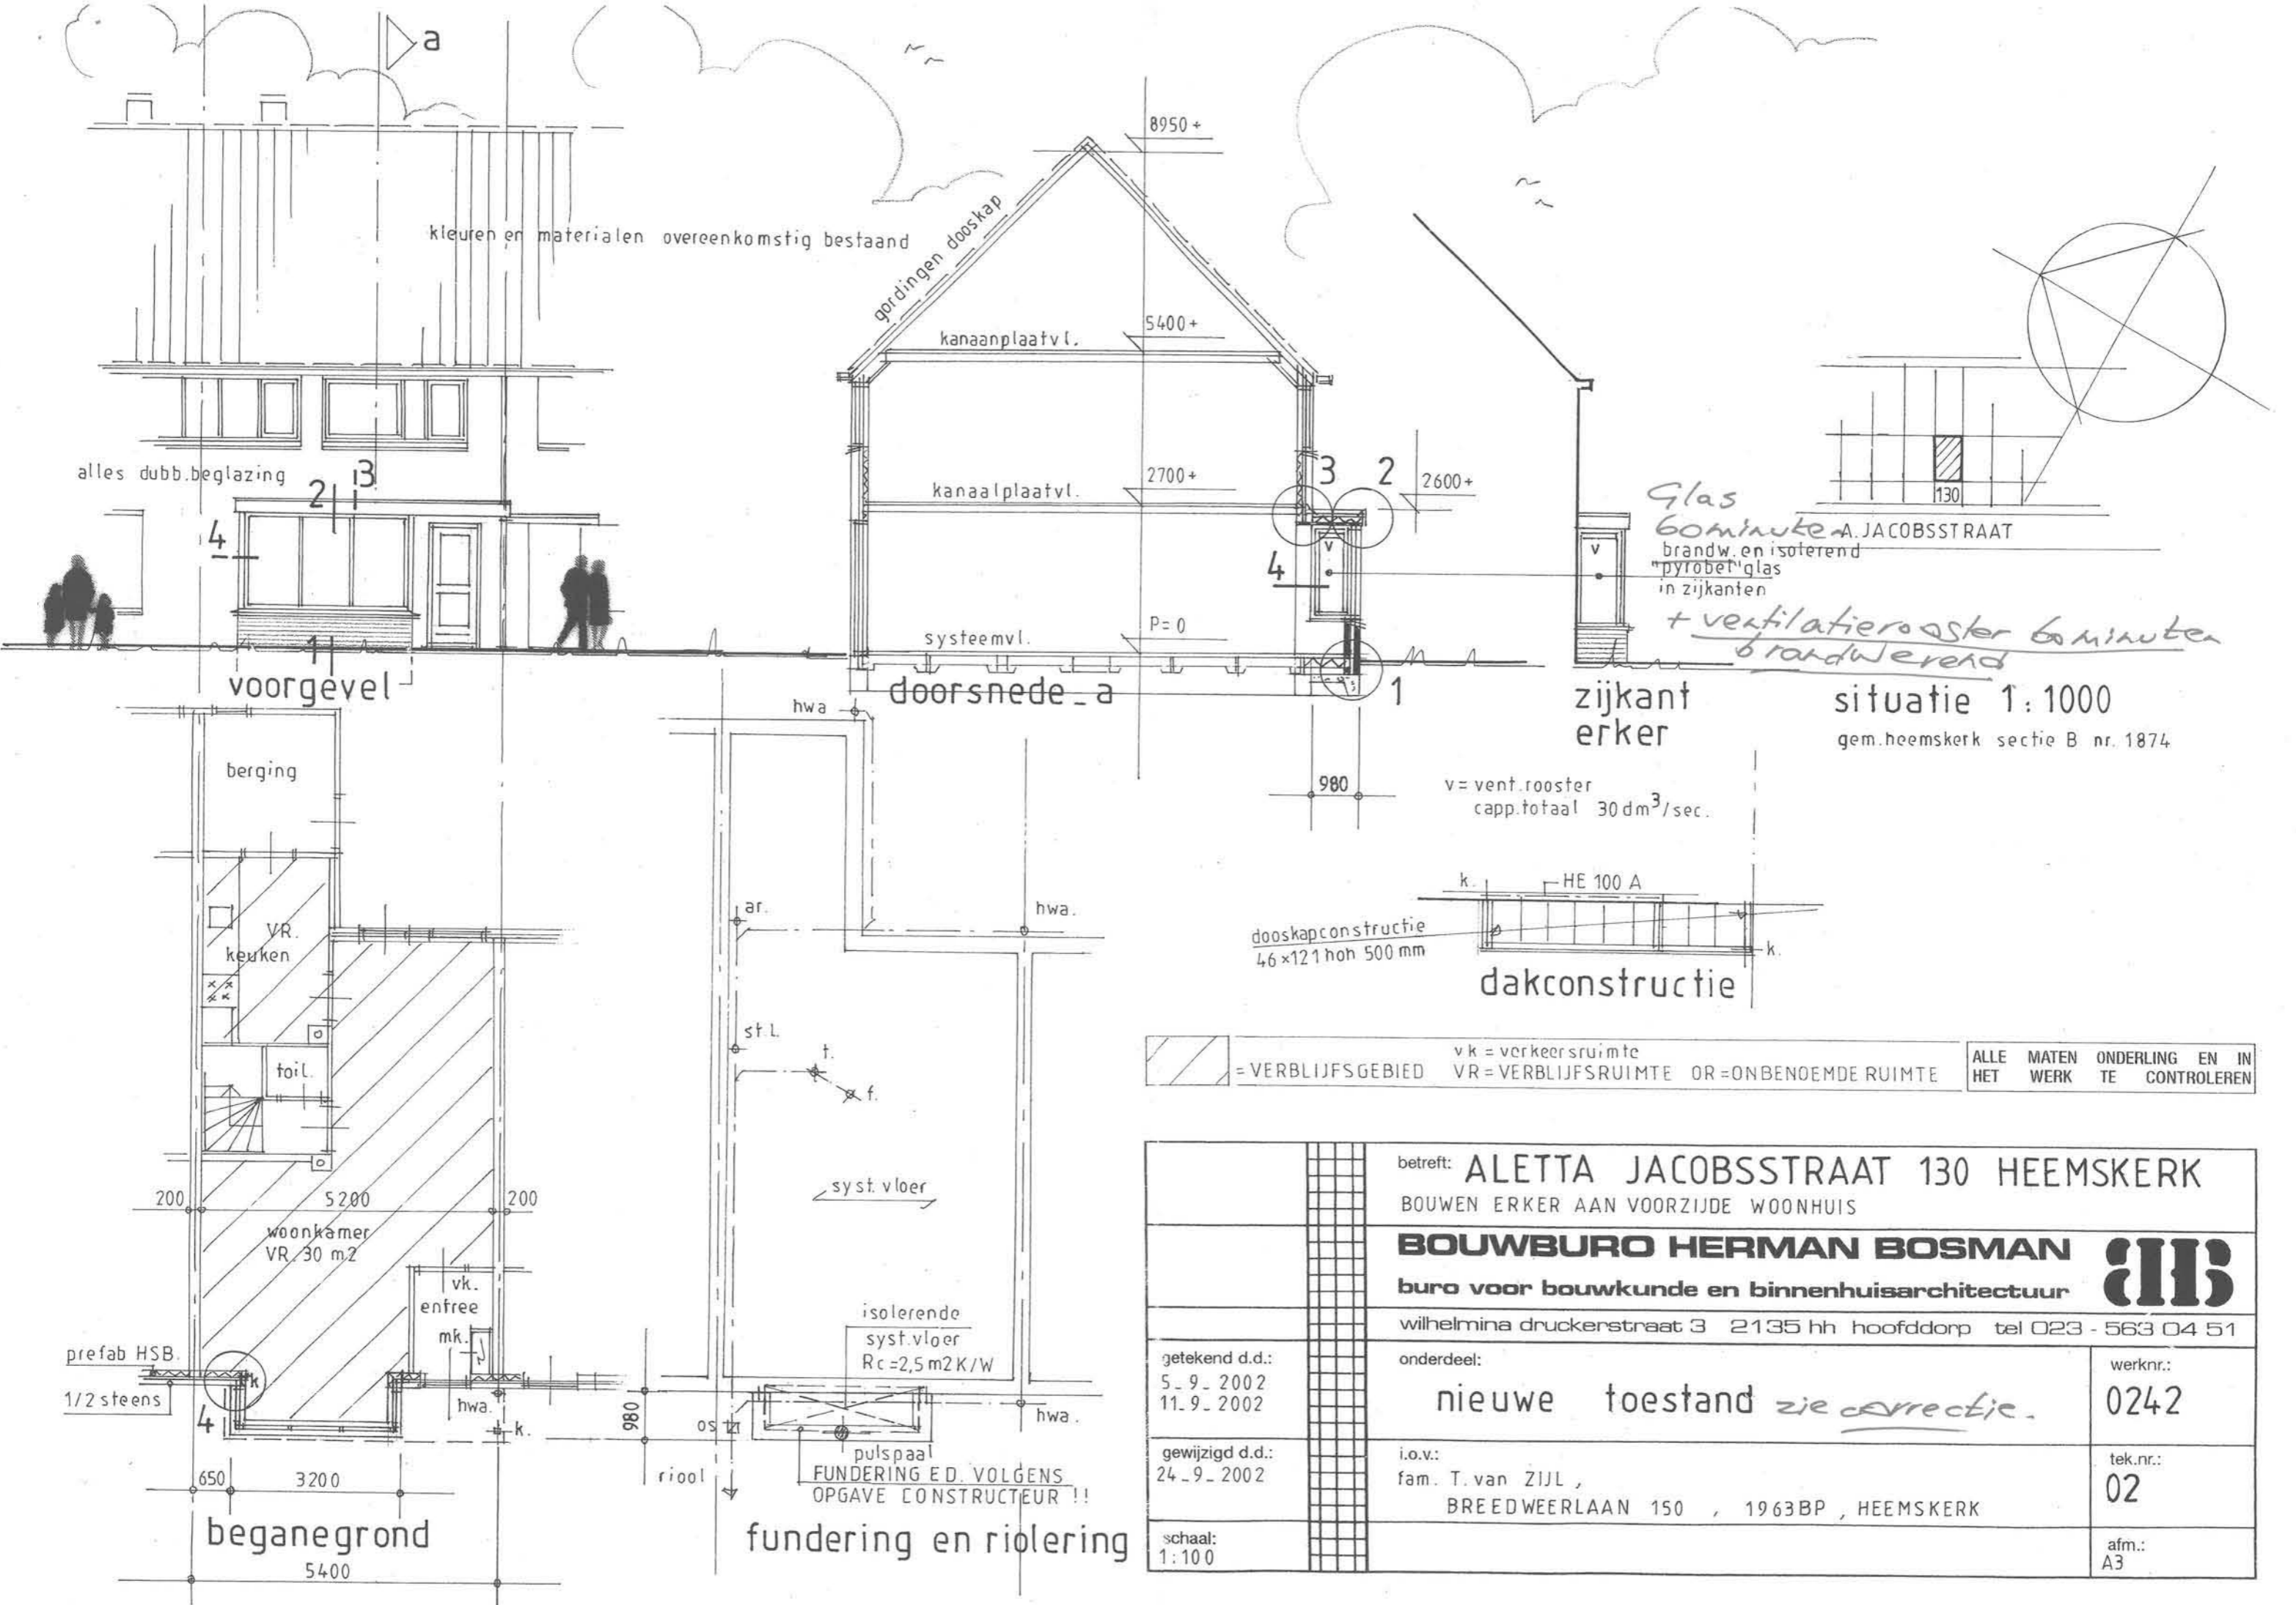 a
8950+
kleuren en materialen overeenkomstig bestaand
gordingen dooskap
kanaanplaatvl.
5400+
alles dubb.beglazing
2
3
4
1
voorgevel
kanaalplaatvl.
2700+
3
2
2600+
4
v
systeemvl.
P=0
doorsnede_a
1
980
v
zijkant
erker
Glas
60 minuten
brandw. en isolerend
"pyrobel" glas
in zijkanten
+ ventilatierooster 60 minuten
brandwerend
130
A.JACOBSSTRAAT
situatie 1:1000
gem.heemskerk sectie B nr. 1874
v= vent.rooster
capp.totaal 30dm3/sec.
k.
HE 100 A
dooskapconstructie
46×121 hoh 500 mm
k.
dakconstructie
berging
VR.
keuken
toil.
200
5200
200
woonkamer
VR. 30 m2
vk.
entree
mk.
prefab HSB.
1/2 steens
k
4
hwa.
k.
650
3200
beganegrond
5400
hwa
ar.
hwa.
st.l.
t.
f.
syst. vloer
isolerende
syst.vloer
Rc=2,5 m2K/W
980
os
hwa.
riool
pulspaal
FUNDERING E.D. VOLGENS
OPGAVE CONSTRUCTEUR !!
fundering en riolering
= VERBLIJFSGEBIED
vk = verkeersruimte
VR=VERBLIJFSRUIMTE OR=ONBENOEMDE RUIMTE
ALLE MATEN ONDERLING EN IN
HET WERK TE CONTROLEREN
betreft: ALETTA JACOBSSTRAAT 130 HEEMSKERK
BOUWEN ERKER AAN VOORZIJDE WOONHUIS
BOUWBURO HERMAN BOSMAN
buro voor bouwkunde en binnenhuisarchitectuur
wilhelmina druckerstraat 3 2135 hh hoofddorp tel 023 - 563 04 51
getekend d.d.:
5-9-2002
11-9-2002
onderdeel:
nieuwe toestand zie correctie.
werknr.:
0242
gewijzigd d.d.:
24-9-2002
i.o.v.:
fam. T. van ZIJL ,
BREEDWEERLAAN 150 , 1963BP , HEEMSKERK
tek.nr.:
02
schaal:
1:100
afm.:
A3